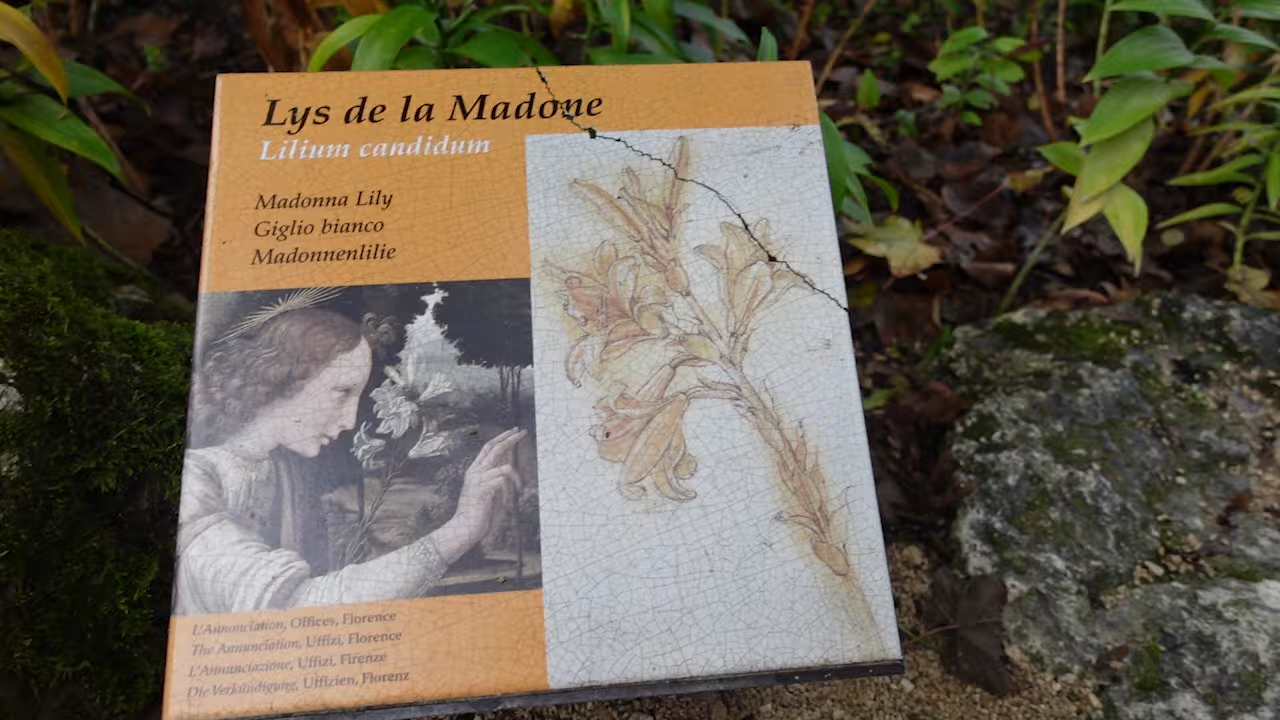 Lys de la Madone
Lilium candidum
Madonna Lily
Giglio bianco
Madonnenlilie
L'Annonciation, Offices, Florence
The Annunciation, Uffizi, Florence
L'Annunciazione, Uffizi, Firenze
Die Verkündigung, Uffizien, Florenz